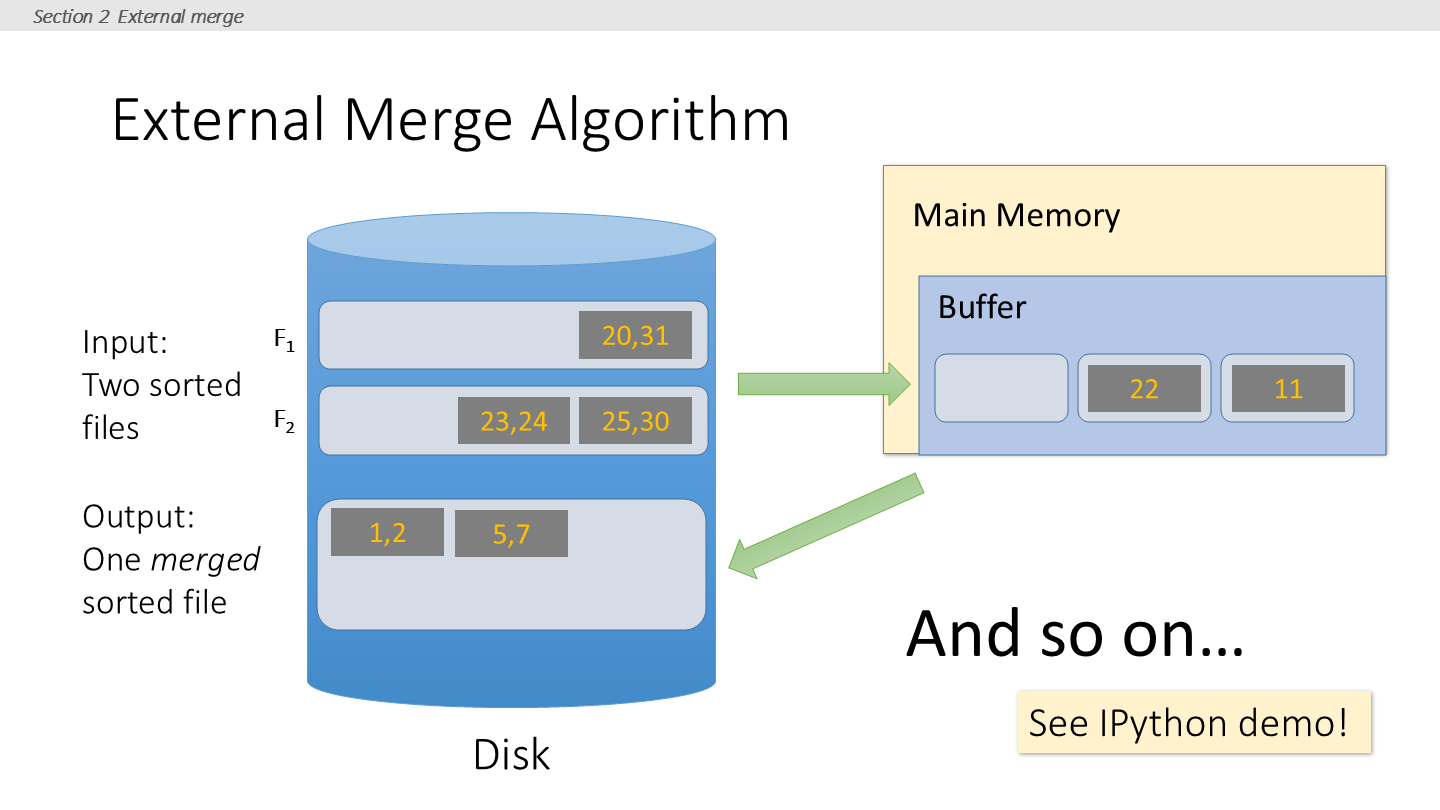 Section 2 External merge
External Merge Algorithm
Main Memory
Buffer
22
11
Input:
Two sorted
files
F1
20,31
F2
23,24
25,30
Output:
One merged
sorted file
1,2
5,7
And so on…
See IPython demo!
Disk